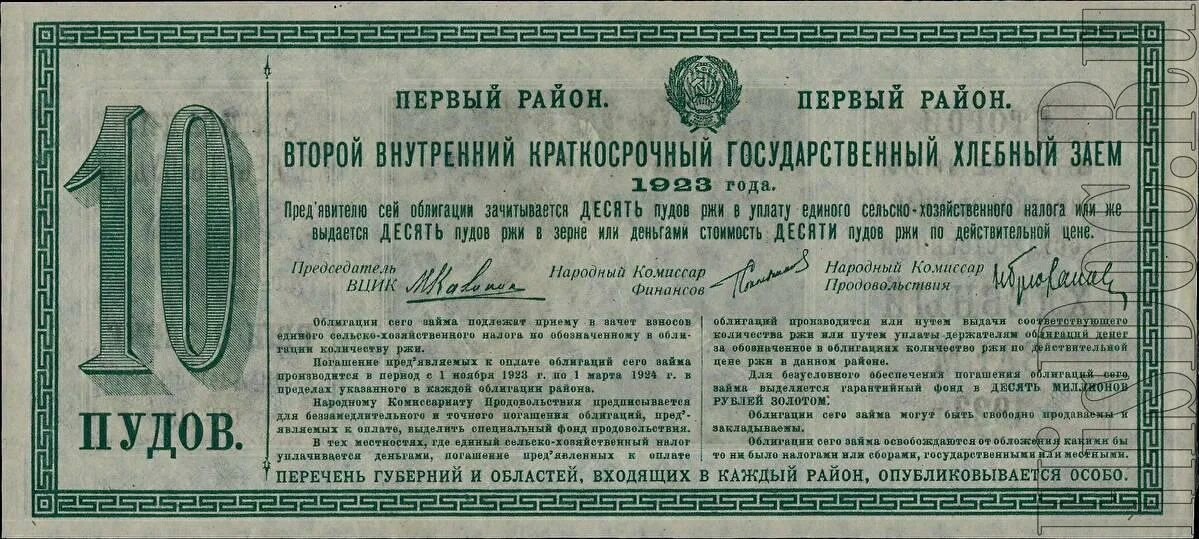 10
ПУДОВ.
ПЕРВЫЙ РАЙОН. ПЕРВЫЙ РАЙОН.
ВТОРОЙ ВНУТРЕННИЙ КРАТКОСРОЧНЫЙ ГОСУДАРСТВЕННЫЙ ХЛЕБНЫЙ ЗАЕМ
1923 года.
Пред'явителю сей облигации зачитывается ДЕСЯТЬ пудов ржи в уплату единого сельско-хозяйственного налога или же
выдается ДЕСЯТЬ пудов ржи в зерне или деньгами стоимость ДЕСЯТИ пудов ржи по действительной цене.
Председатель
ВЦИК
Народный Комиссар
Финансов
Народный Комиссар
Продовольствия
Облигации сего займа подлежат приему в зачет взносов
единого сельско-хозяйственного налога по обозначенному в обли-
гации количеству ржи.
Погашение пред'являемых к оплате облигаций сего займа
производится в период с 1 ноября 1923 г. по 1 марта 1924 г. в
пределах указанного в каждой облигации района.
Народному Комиссариату Продовольствия предписывается
для беззамедлительного и точного погашения облигаций, пред'-
являемых к оплате, выделить специальный фонд продовольствия.
В тех местностях, где единый сельско-хозяйственный налог
уплачивается деньгами, погашение пред'явленных к оплате
облигаций производится или путем выдачи соответствующего
количества ржи или путем уплаты держателям облигаций денег
за обозначенное в облигациях количество ржи по действительной
цене ржи в данном районе.
Для безусловного обеспечения погашения облигаций сего
займа выделяется гарантийный фонд в ДЕСЯТЬ МИЛЛИОНОВ
РУБЛЕЙ ЗОЛОТОМ.
Облигации сего займа могут быть свободно продаваемы и
закладываемы.
Облигации сего займа освобождаются от обложения какими бы
то ни было налогами или сборами, государственными или местными.
ПЕРЕЧЕНЬ ГУБЕРНИЙ И ОБЛАСТЕЙ, ВХОДЯЩИХ В КАЖДЫЙ РАЙОН, ОПУБЛИКОВЫВАЕТСЯ ОСОБО.